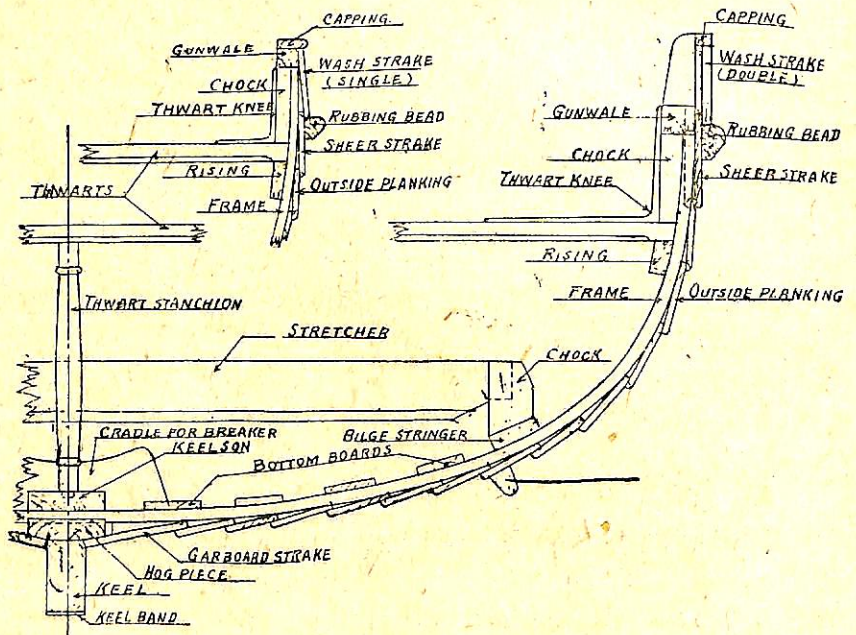 CAPPING.
GUNWALE
WASH STRAKE
(SINGLE)
CHOCK
THWART KNEE
RUBBING BEAD
SHEER STRAKE
RISING
OUTSIDE PLANKING
THWARTS
FRAME
CAPPING
WASH STRAKE
(DOUBLE)
GUNWALE
RUBBING BEAD
CHOCK
SHEER STRAKE
THWART KNEE
RISING
FRAME
OUTSIDE PLANKING
THWART STANCHION
STRETCHER
CHOCK
CRADLE FOR BREAKER
BILGE STRINGER
KEELSON
BOTTOM BOARDS
GARBOARD STRAKE
HOG PIECE
KEEL
KEEL BAND